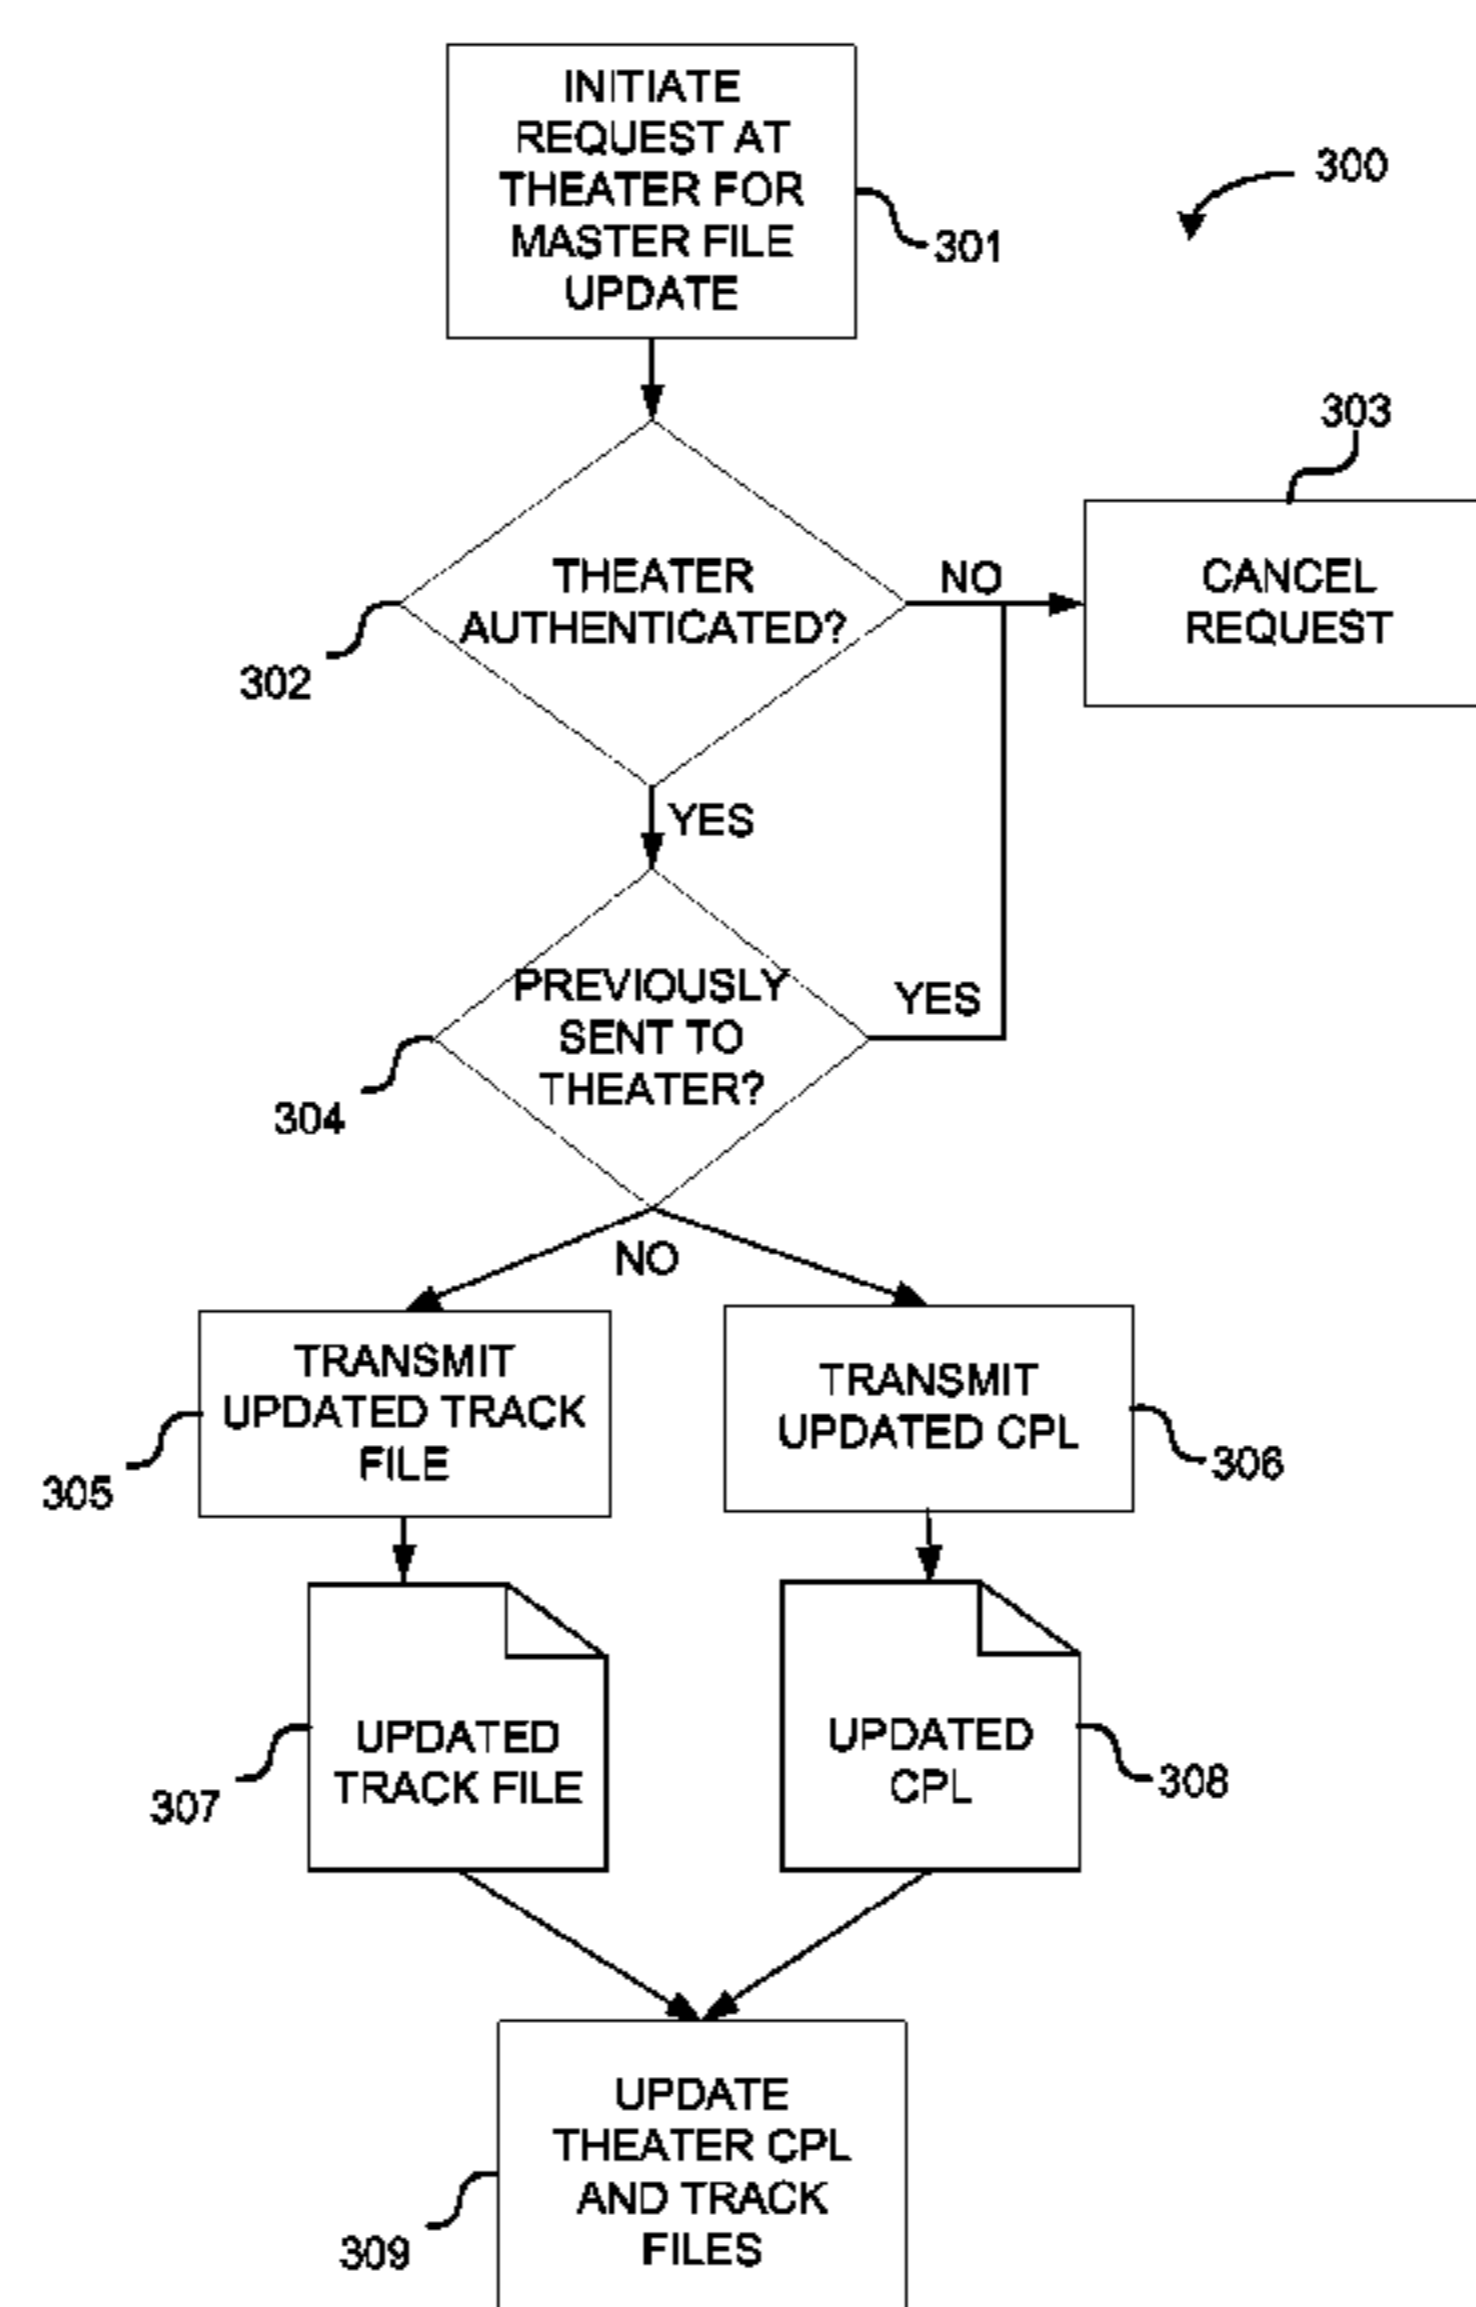 INITIATE
REQUEST AT
THEATER FOR
MASTER FILE
UPDATE
301
300
303
THEATER
AUTHENTICATED?
NO
CANCEL
REQUEST
302
YES
PREVIOUSLY
SENT TO
THEATER?
YES
304
NO
TRANSMIT
UPDATED TRACK
FILE
305
TRANSMIT
UPDATED CPL
306
UPDATED
TRACK FILE
307
UPDATED
CPL
308
UPDATE
THEATER CPL
AND TRACK
FILES
309